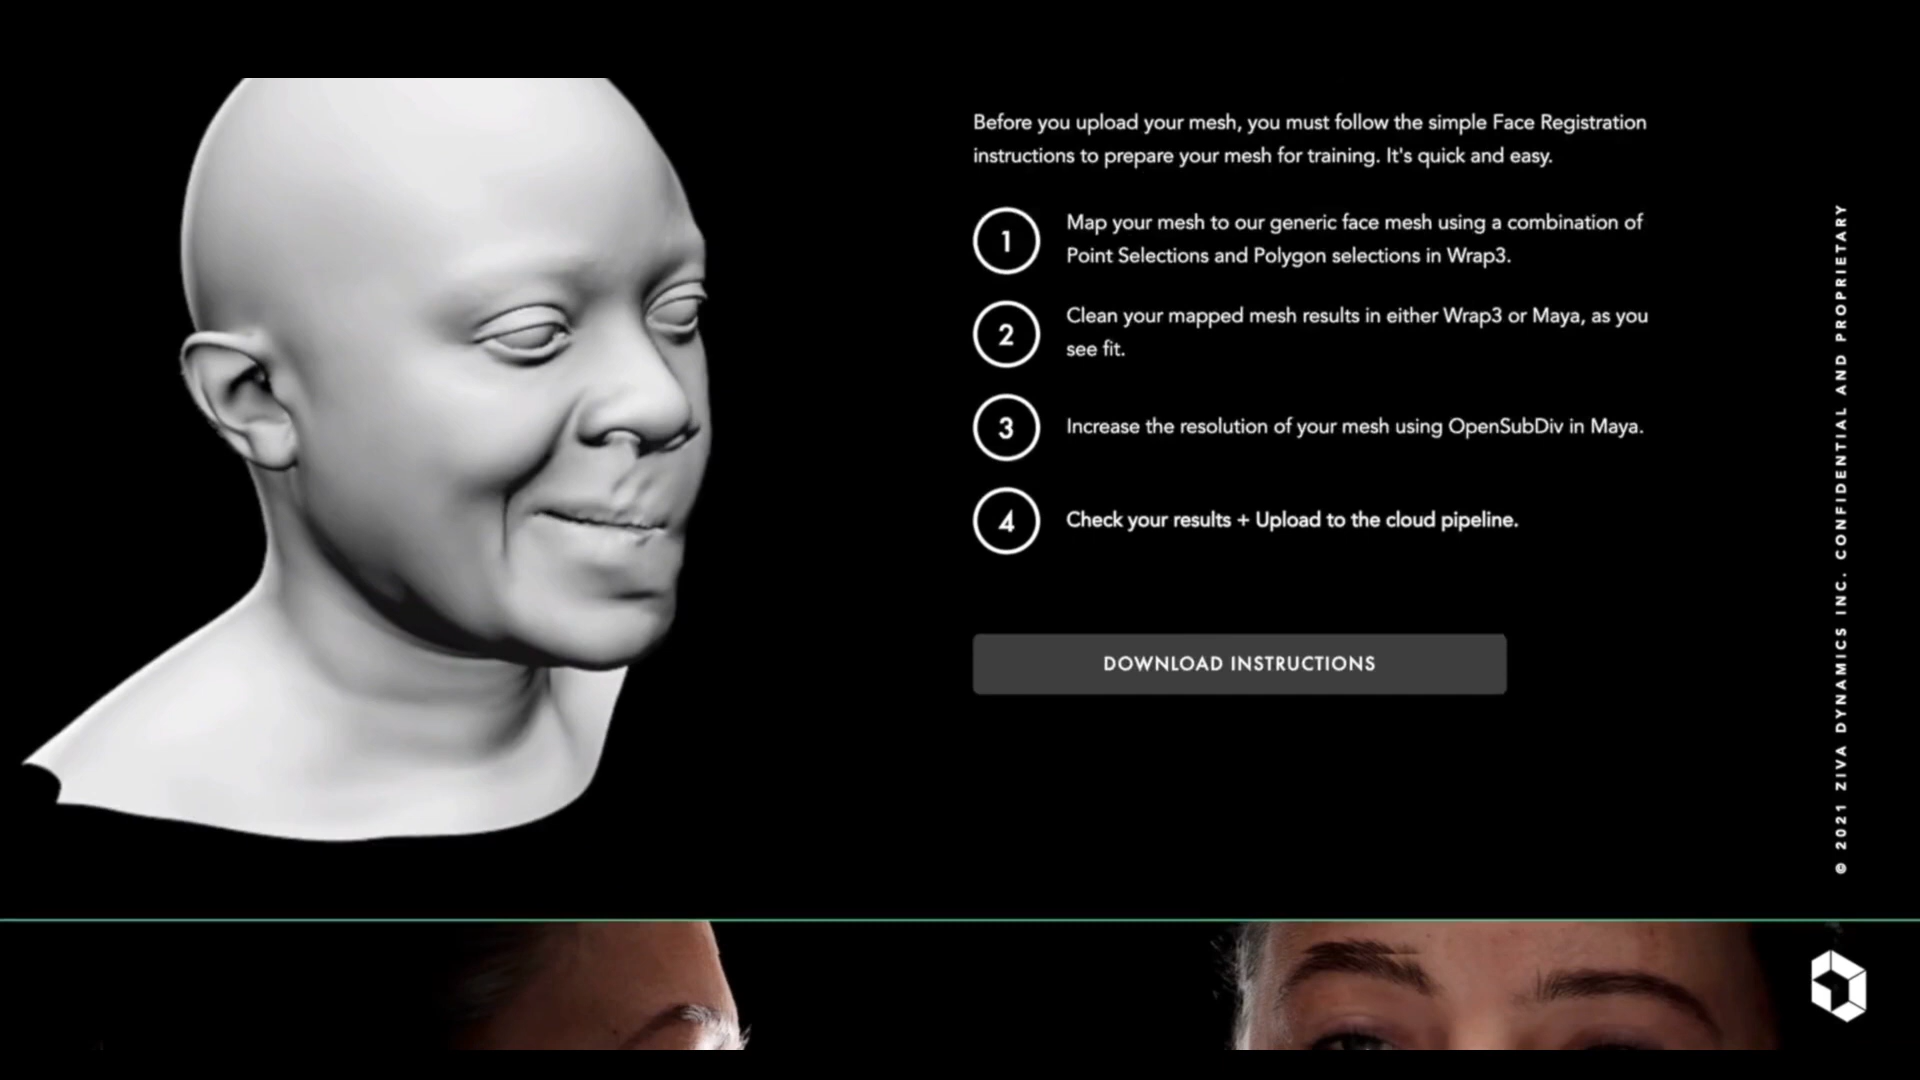 Before you upload your mesh, you must follow the simple Face Registration
instructions to prepare your mesh for training. It's quick and easy.
1
Map your mesh to our generic face mesh using a combination of
Point Selections and Polygon selections in Wrap3.
2
Clean your mapped mesh results in either Wrap3 or Maya, as you
see fit.
3
Increase the resolution of your mesh using OpenSubDiv in Maya.
4
Check your results + Upload to the cloud pipeline.
DOWNLOAD INSTRUCTIONS
© 2021 ZIVA DYNAMICS INC. CONFIDENTIAL AND PROPRIETARY